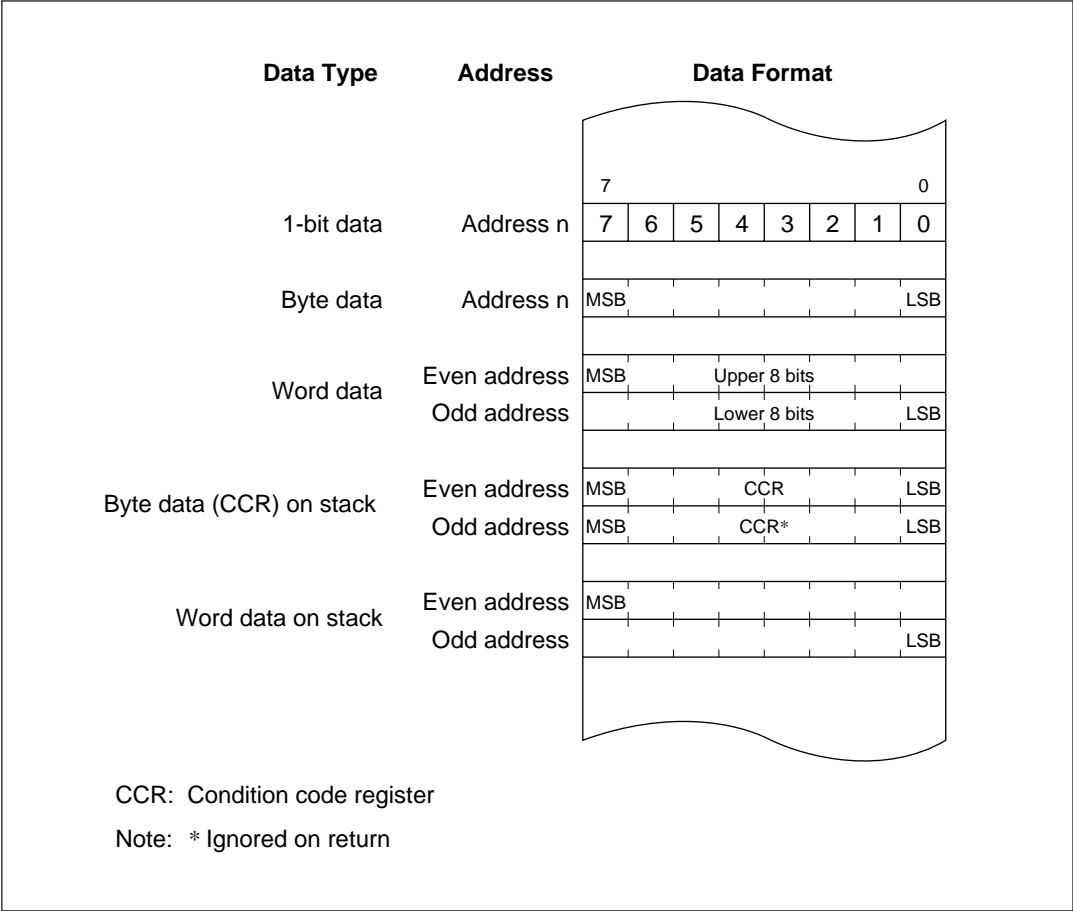 Data Type Address Data Format
7 0
1-bit data Address n 7 6 5 4 3 2 1 0
Byte data Address n MSB LSB
Word data
Even address MSB Upper 8 bits
Odd address Lower 8 bits LSB
Byte data (CCR) on stack
Even address MSB CCR LSB
Odd address MSB CCR* LSB
Word data on stack
Even address MSB
Odd address LSB
CCR: Condition code register
Note: * Ignored on return